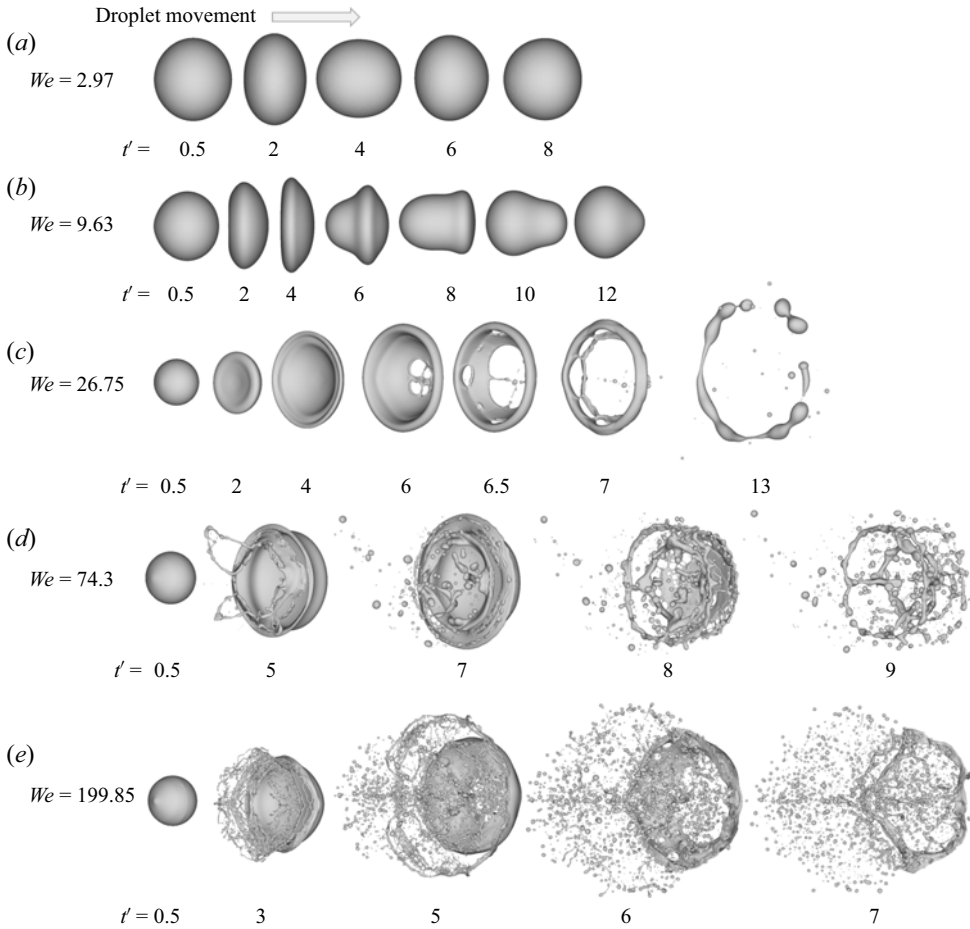 Droplet movement
(a)
We = 2.97
t′ = 0.5 2 4 6 8
(b)
We = 9.63
t′ = 0.5 2 4 6 8 10 12
(c)
We = 26.75
t′ = 0.5 2 4 6 6.5 7 13
(d)
We = 74.3
t′ = 0.5 5 7 8 9
(e)
We = 199.85
t′ = 0.5 3 5 6 7